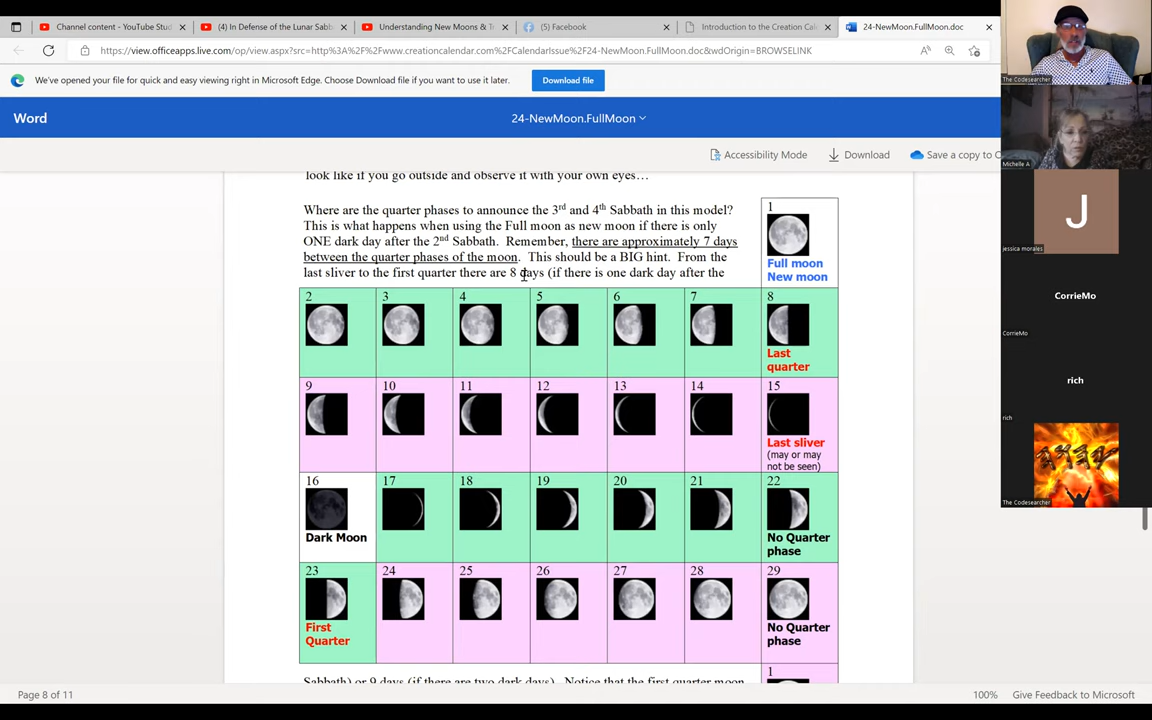 Channel content - YouTube Stud
(4) In Defense of the Lunar Sabb
Understanding New Moons & T
(5) Facebook
Introduction to the Creation Cal
24-NewMoon.FullMoon.doc
https://view.officeapps.live.com/op/view.aspx?src=http%3A%2F%2Fwww.creationcalendar.com%2FCalendarIssue%2F24-NewMoon.FullMoon.doc&wdOrigin=BROWSELINK
We've opened your file for quick and easy viewing right in Microsoft Edge. Choose Download file if you want to use it later.
Download file
Word
24-NewMoon.FullMoon
Accessibility Mode
Download
Save a copy to O
look like if you go outside and observe it with your own eyes…
Where are the quarter phases to announce the 3rd and 4th Sabbath in this model?
This is what happens when using the Full moon as new moon if there is only
ONE dark day after the 2nd Sabbath. Remember, there are approximately 7 days
between the quarter phases of the moon. This should be a BIG hint. From the
last sliver to the first quarter there are 8 days (if there is one dark day after the
1
Full moon
New moon
2 3 4 5 6 7 8
Last
quarter
9 10 11 12 13 14 15
Last sliver
(may or may
not be seen)
16 17 18 19 20 21 22
Dark Moon
No Quarter
phase
23 24 25 26 27 28 29
First
Quarter
No Quarter
phase
Sabbath) or 9 days (if there are two dark days). Notice that the first quarter moon
1
Page 8 of 11
100%
Give Feedback to Microsoft
The Codesearcher
Michelle A
J
jessica morales
CorrieMo
CorrieMo
rich
rich
The Codesearcher